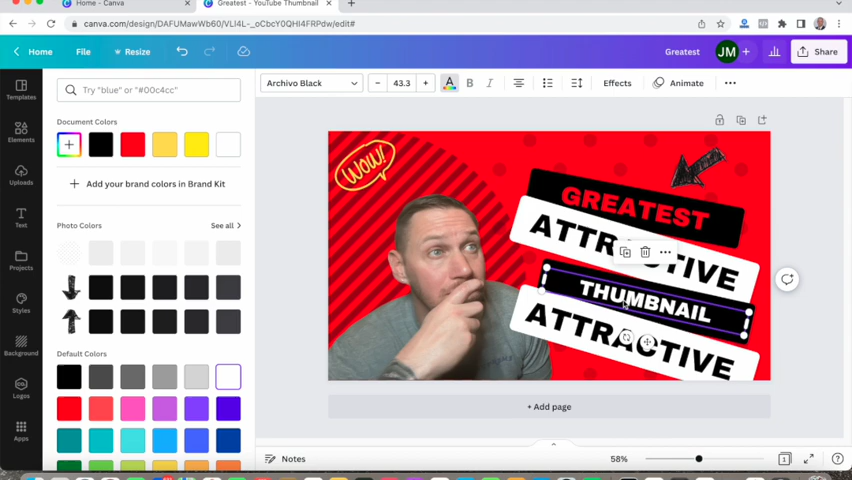 Home - Canva
Greatest - YouTube Thumbnail
canva.com/design/DAFUMawWb60/VLl4L-_oCbcY0QHI4FRPdw/edit#
Home File Resize Greatest JM Share
Templates
Elements
Uploads
Text
Projects
Styles
Background
Logos
Apps
Try "blue" or "#00c4cc"
Document Colors
Add your brand colors in Brand Kit
Photo Colors See all
Default Colors
Archivo Black 43.3 A B I Effects Animate
WOW!
GREATEST
ATTRACTIVE
THUMBNAIL
ATTRACTIVE
+ Add page
Notes 58% 1